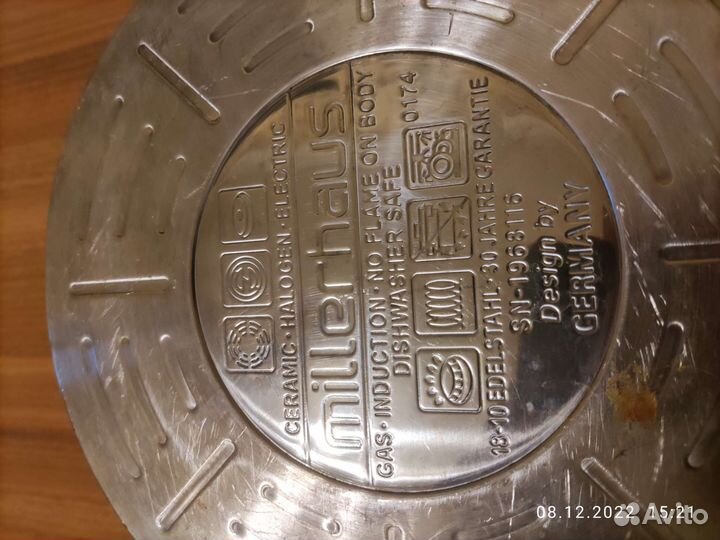 CERAMIC · HALOGEN · ELECTRIC
millerhaus
GAS · INDUCTION · NO FLAME ON BODY
DISHWASHER SAFE 0174
18-10 EDELSTAHL · 30 JAHRE GARANTIE
SN-1968116
Design by
GERMANY
08.12.2022 15:21
Avito